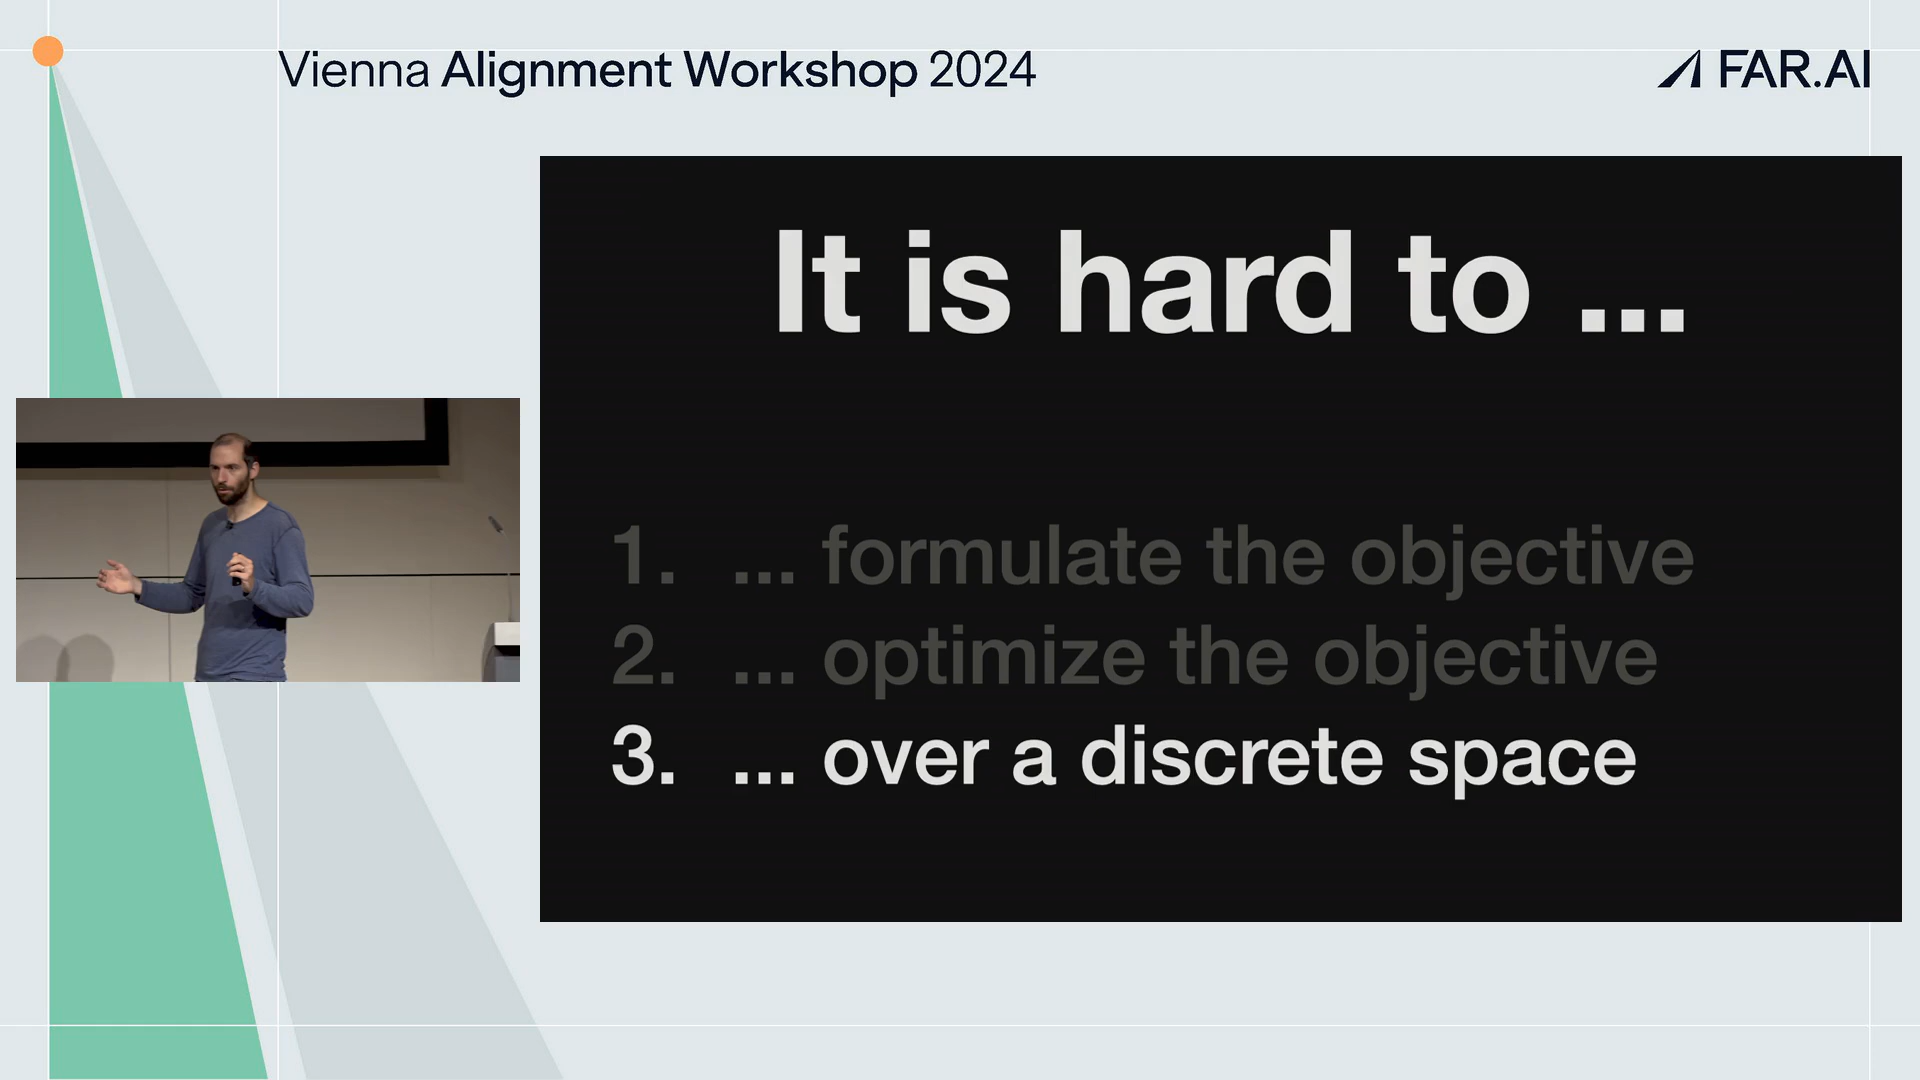 Vienna Alignment Workshop 2024
FAR.AI
It is hard to ...
1. ... formulate the objective
2. ... optimize the objective
3. ... over a discrete space